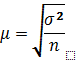 μ = √(σ²/n)